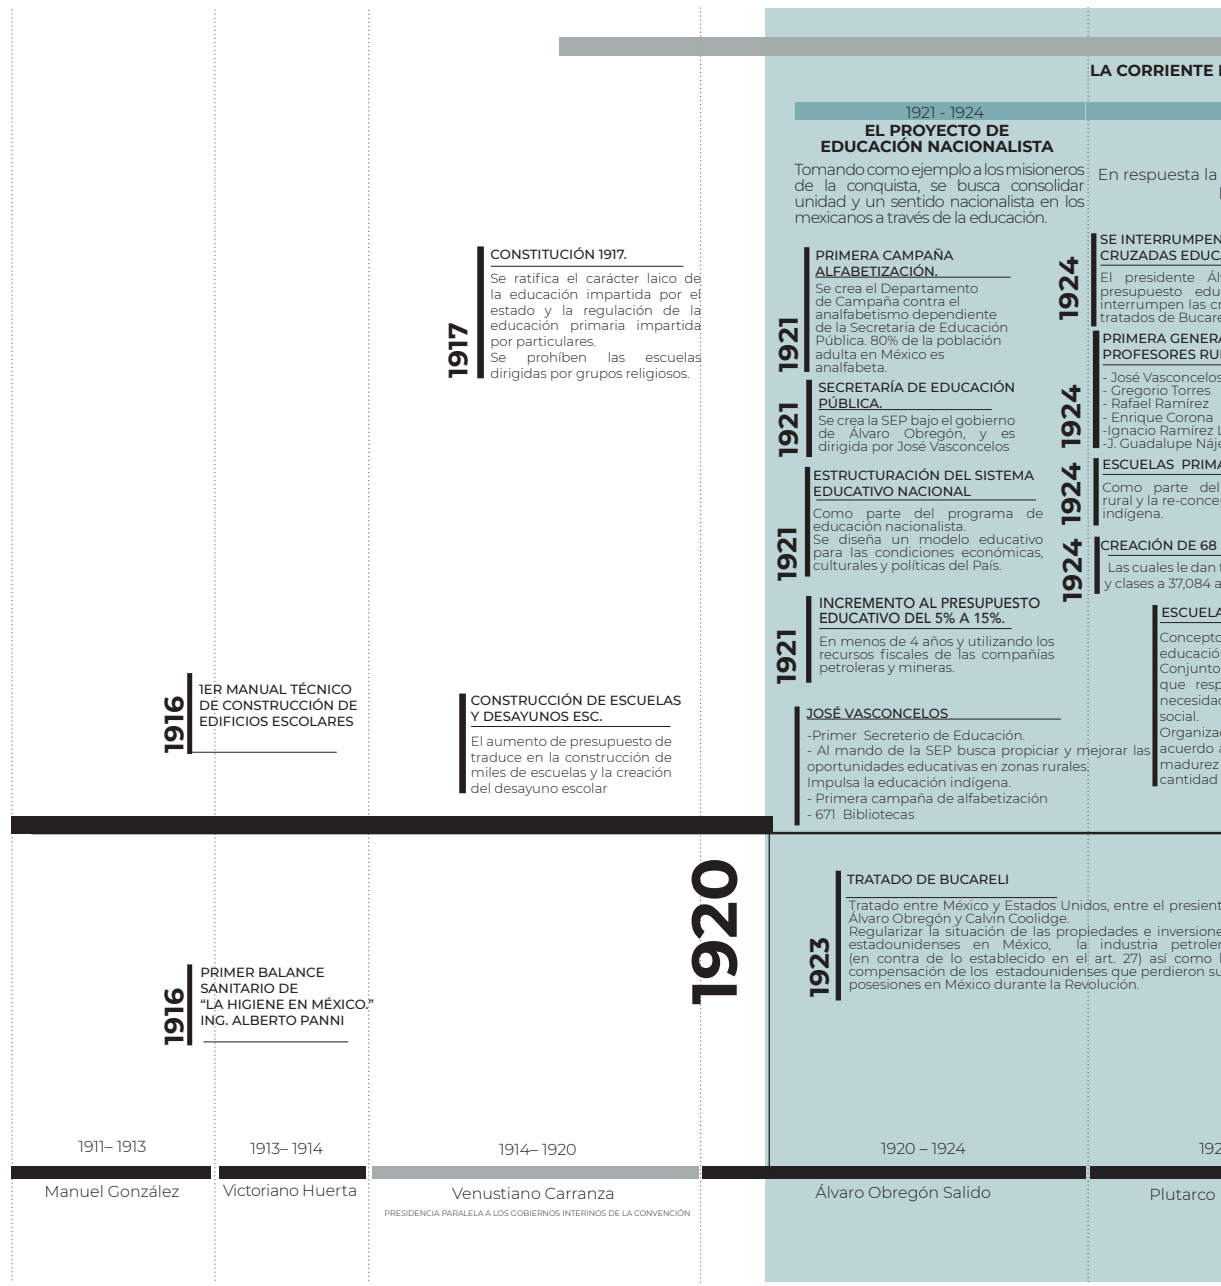 LA CORRIENTE
1921 - 1924
EL PROYECTO DE
EDUCACIÓN NACIONALISTA
Tomando como ejemplo a los misioneros
de la conquista, se busca consolidar
unidad y un sentido nacionalista en los
mexicanos a través de la educación.
En respuesta la
CONSTITUCIÓN 1917.
1917
Se ratifica el carácter laico de
la educación impartida por el
estado y la regulación de la
educación primaria impartida
por particulares.
Se prohíben las escuelas
dirigidas por grupos religiosos.
PRIMERA CAMPAÑA
ALFABETIZACIÓN.
1921
Se crea el Departamento
de Campaña contra el
analfabetismo dependiente
de la Secretaria de Educación
Pública. 80% de la población
adulta en México es
analfabeta.
SECRETARÍA DE EDUCACIÓN
PÚBLICA.
1921
Se crea la SEP bajo el gobierno
de Álvaro Obregón, y es
dirigida por José Vasconcelos
ESTRUCTURACIÓN DEL SISTEMA
EDUCATIVO NACIONAL
1921
Como parte del programa de
educación nacionalista.
Se diseña un modelo educativo
para las condiciones económicas,
culturales y políticas del País.
INCREMENTO AL PRESUPUESTO
EDUCATIVO DEL 5% A 15%.
1921
En menos de 4 años y utilizando los
recursos fiscales de las compañías
petroleras y mineras.
JOSÉ VASCONCELOS
-Primer Secreterio de Educación.
- Al mando de la SEP busca propiciar y mejorar las
oportunidades educativas en zonas rurales.
Impulsa la educación indígena.
- Primera campaña de alfabetización
- 671 Bibliotecas
SE INTERRUMPEN
CRUZADAS EDUC
1924
El presidente Ál
presupuesto edu
interrumpen las c
tratados de Bucare
PRIMERA GENERA
PROFESORES RU
1924
- José Vasconcelos
- Gregorio Torres
- Rafael Ramírez
- Enrique Corona
-Ignacio Ramírez L
-J. Guadalupe Náje
ESCUELAS PRIMA
1924
Como parte del
rural y la re-conce
indígena.
CREACIÓN DE 68
1924
Las cuales le dan
y clases a 37,084 a
ESCUELA
Concepto
educación
Conjunto
que resp
necesidad
social.
Organiza
acuerdo a
madurez
cantidad
1916
1ER MANUAL TÉCNICO
DE CONSTRUCCIÓN DE
EDIFICIOS ESCOLARES
CONSTRUCCIÓN DE ESCUELAS
Y DESAYUNOS ESC.
El aumento de presupuesto de
traduce en la construcción de
miles de escuelas y la creación
del desayuno escolar
1920
1916
PRIMER BALANCE
SANITARIO DE
“LA HIGIENE EN MÉXICO.”
ING. ALBERTO PANNI
TRATADO DE BUCARELI
1923
Tratado entre México y Estados Unidos, entre el presient
Álvaro Obregón y Calvin Coolidge.
Regularizar la situación de las propiedades e inversione
estadounidenses en México, la industria petroler
(en contra de lo establecido en el art. 27) así como l
compensación de los estadounidenses que perdieron su
posesiones en México durante la Revolución.
1911– 1913
1913– 1914
1914– 1920
1920 – 1924
192
Manuel González
Victoriano Huerta
Venustiano Carranza
PRESIDENCIA PARALELA A LOS GOBIERNOS INTERINOS DE LA CONVENCIÓN
Álvaro Obregón Salido
Plutarco